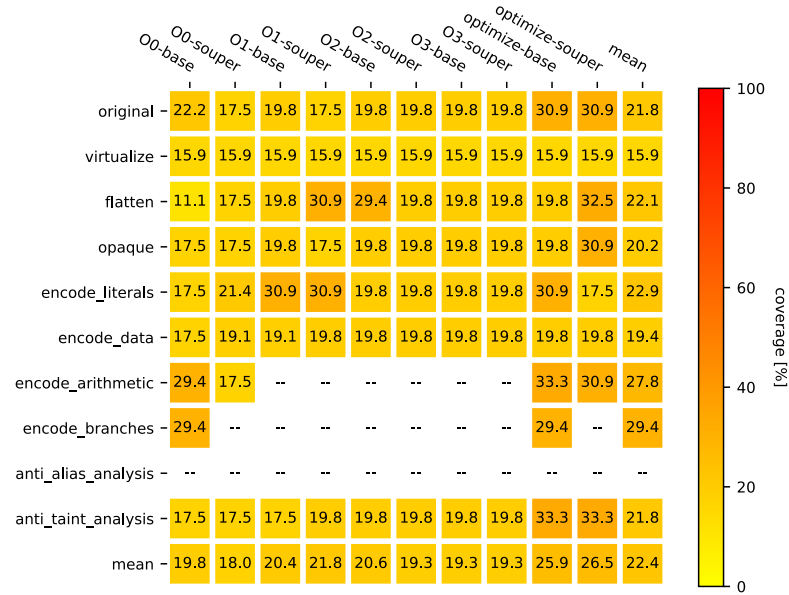 O0-base O0-souper O1-base O1-souper O2-base O2-souper O3-base O3-souper optimize-base optimize-souper mean
original 22.2 17.5 19.8 17.5 19.8 19.8 19.8 19.8 30.9 30.9 21.8
virtualize 15.9 15.9 15.9 15.9 15.9 15.9 15.9 15.9 15.9 15.9 15.9
flatten 11.1 17.5 19.8 30.9 29.4 19.8 19.8 19.8 19.8 32.5 22.1
opaque 17.5 17.5 19.8 17.5 19.8 19.8 19.8 19.8 19.8 30.9 20.2
encode_literals 17.5 21.4 30.9 30.9 19.8 19.8 19.8 19.8 30.9 17.5 22.9
encode_data 17.5 19.1 19.1 19.8 19.8 19.8 19.8 19.8 19.8 19.8 19.4
encode_arithmetic 29.4 17.5 -- -- -- -- -- -- 33.3 30.9 27.8
encode_branches 29.4 -- -- -- -- -- -- -- 29.4 -- 29.4
anti_alias_analysis -- -- -- -- -- -- -- -- -- -- --
anti_taint_analysis 17.5 17.5 17.5 19.8 19.8 19.8 19.8 19.8 33.3 33.3 21.8
mean 19.8 18.0 20.4 21.8 20.6 19.3 19.3 19.3 25.9 26.5 22.4
100
80
60
40
20
0
coverage [%]